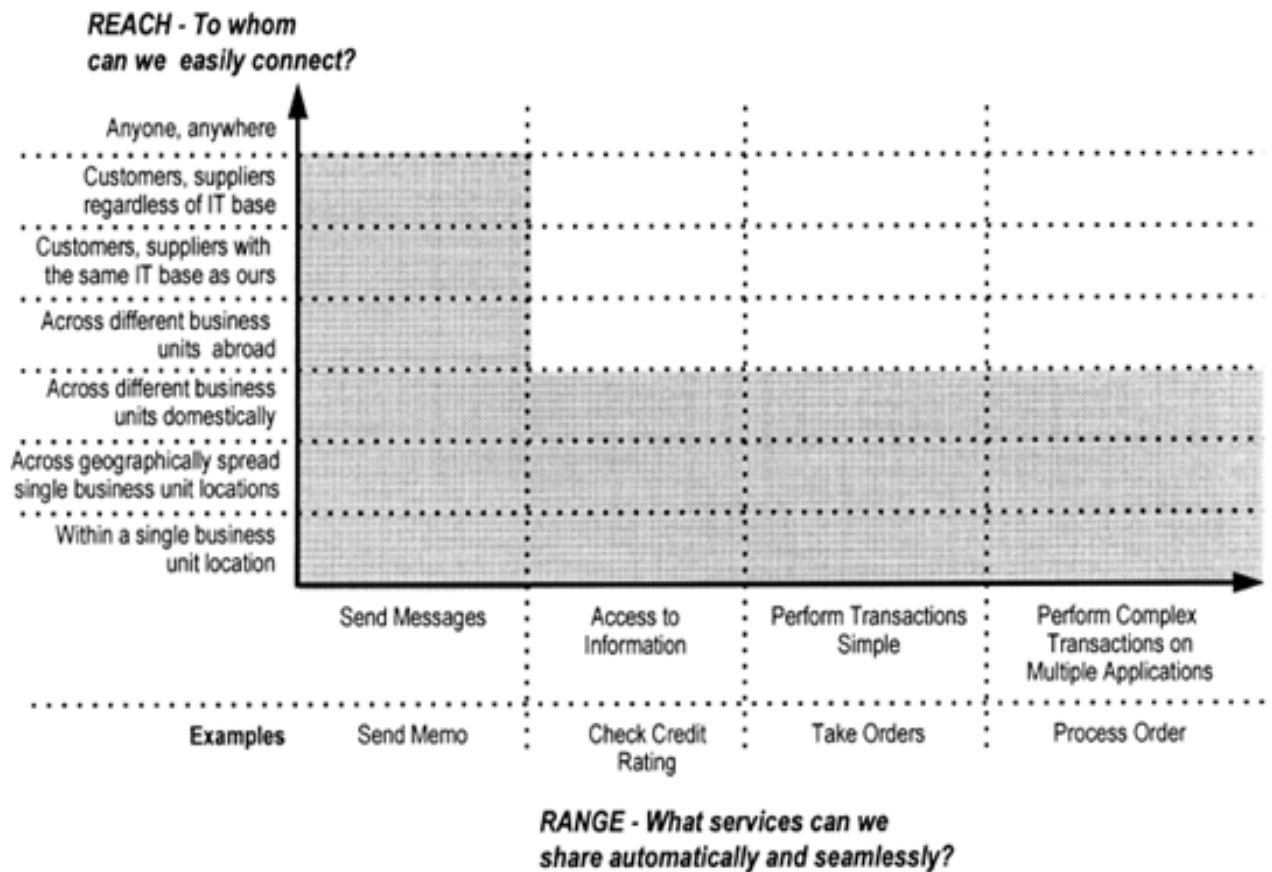 REACH - To whom
can we easily connect?
Anyone, anywhere
Customers, suppliers
regardless of IT base
Customers, suppliers with
the same IT base as ours
Across different business
units abroad
Across different business
units domestically
Across geographically spread
single business unit locations
Within a single business
unit location
Send Messages
Access to
Information
Perform Transactions
Simple
Perform Complex
Transactions on
Multiple Applications
Examples
Send Memo
Check Credit
Rating
Take Orders
Process Order
RANGE - What services can we
share automatically and seamlessly?